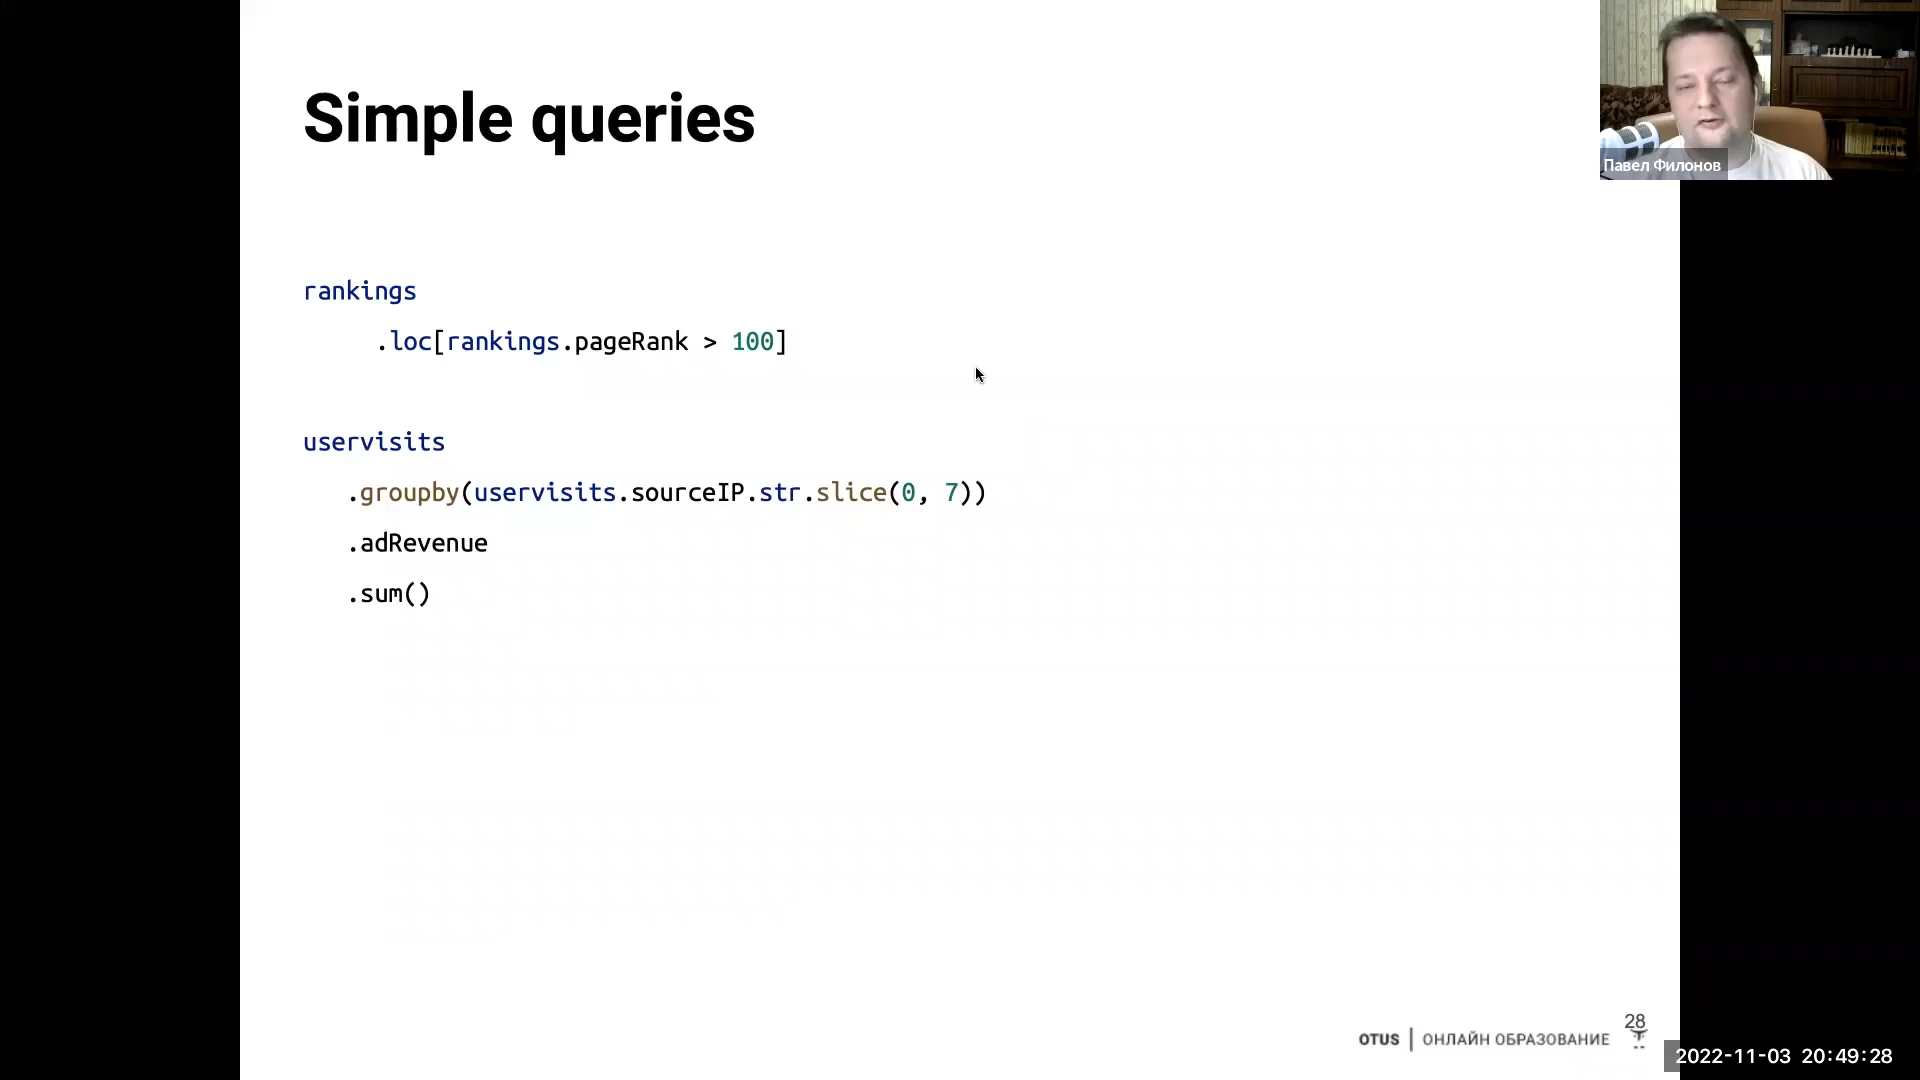 Simple queries
Павел Филонов
rankings
.loc[rankings.pageRank > 100]
uservisits
.groupby(uservisits.sourceIP.str.slice(0, 7))
.adRevenue
.sum()
OTUS | ОНЛАЙН ОБРАЗОВАНИЕ
28
2022-11-03 20:49:28